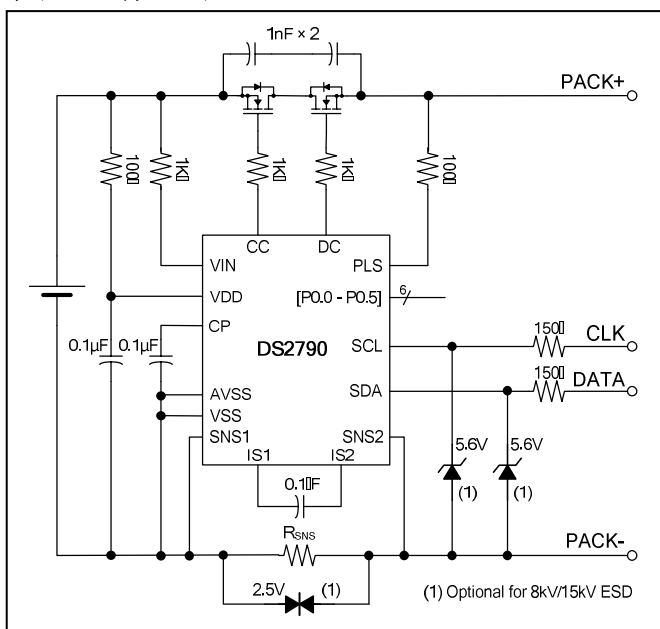 1nF × 2
PACK+
100▯
1k▯
1k▯
1k▯
100▯
CC
DC
VIN
PLS
VDD
[P0.0 - P0.5]
6
CP
0.1µF
0.1µF
DS2790
SCL
150▯
CLK
SDA
150▯
DATA
AVSS
VSS
SNS1
SNS2
IS1
IS2
5.6V
5.6V
(1)
(1)
0.1▯F
RSNS
PACK-
2.5V
(1)
(1) Optional for 8kV/15kV ESD